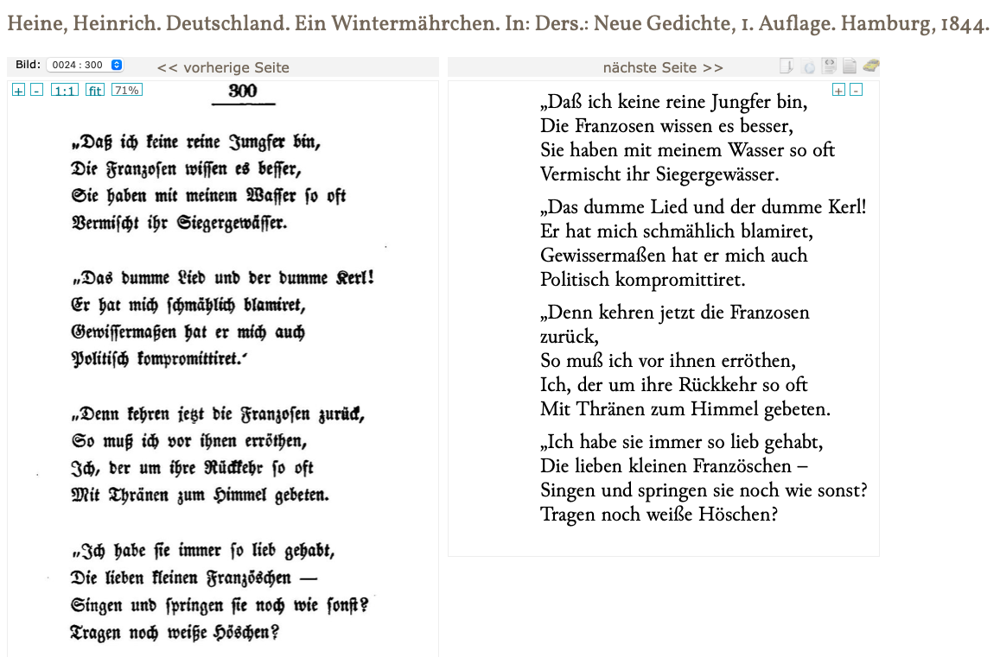 Heine, Heinrich. Deutschland. Ein Wintermährchen. In: Ders.: Neue Gedichte, 1. Auflage. Hamburg, 1844.
Bild: 0024 : 300 << vorherige Seite
+ - 1:1 fit 71%
300
„Daß ich keine reine Jungfer bin,
Die Franzoſen wiſſen es beſſer,
Sie haben mit meinem Waſſer ſo oft
Vermiſcht ihr Siegergewäſſer.
„Das dumme Lied und der dumme Kerl!
Er hat mich ſchmählich blamiret,
Gewiſſermaßen hat er mich auch
Politiſch kompromittiret.‘
„Denn kehren jetzt die Franzoſen zurück,
So muß ich vor ihnen erröthen,
Ich, der um ihre Rückkehr ſo oft
Mit Thränen zum Himmel gebeten.
„Ich habe ſie immer ſo lieb gehabt,
Die lieben kleinen Französchen —
Singen und ſpringen ſie noch wie ſonſt?
Tragen noch weiße Höschen?
nächste Seite >>
+ -
„Daß ich keine reine Jungfer bin,
Die Franzosen wissen es besser,
Sie haben mit meinem Wasser so oft
Vermischt ihr Siegergewässer.
„Das dumme Lied und der dumme Kerl!
Er hat mich schmählich blamiret,
Gewissermaßen hat er mich auch
Politisch kompromittiret.
„Denn kehren jetzt die Franzosen
zurück,
So muß ich vor ihnen erröthen,
Ich, der um ihre Rückkehr so oft
Mit Thränen zum Himmel gebeten.
„Ich habe sie immer so lieb gehabt,
Die lieben kleinen Französchen –
Singen und springen sie noch wie sonst?
Tragen noch weiße Höschen?